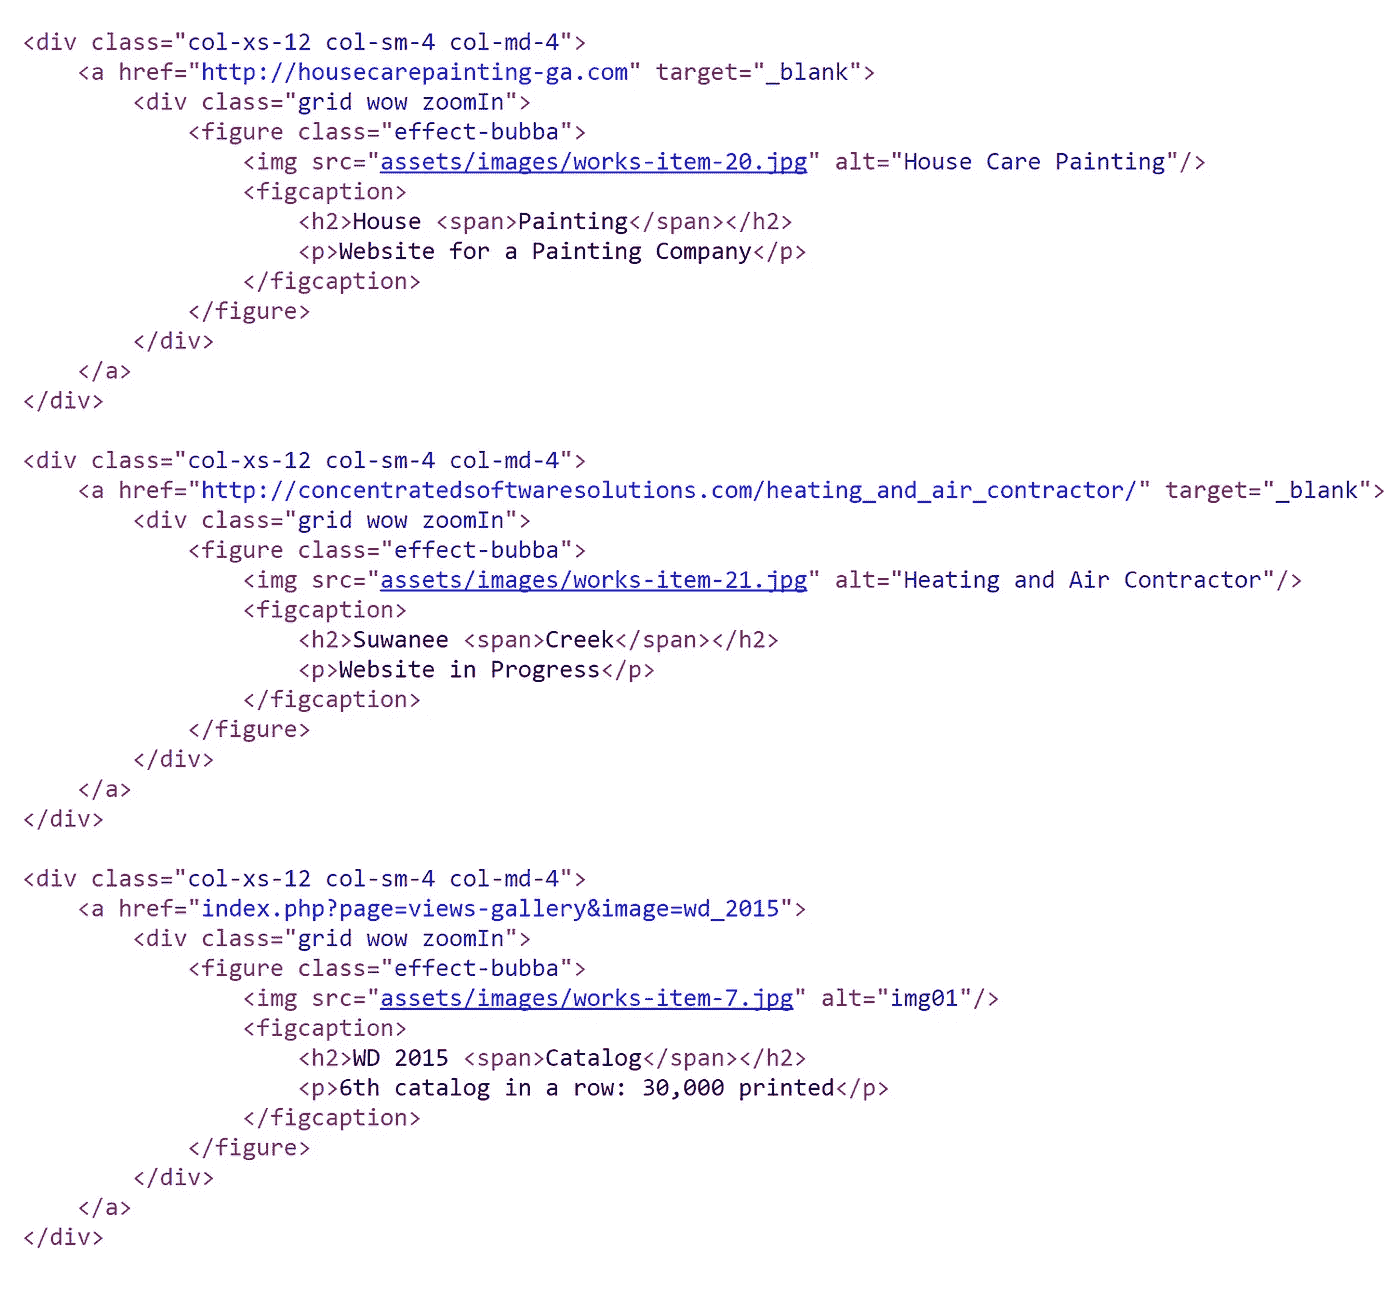 <div class="col-xs-12 col-sm-4 col-md-4">
    <a href="http://housecarepainting-ga.com" target="_blank">
        <div class="grid wow zoomIn">
            <figure class="effect-bubba">
                <img src="assets/images/works-item-20.jpg" alt="House Care Painting"/>
                <figcaption>
                    <h2>House <span>Painting</span></h2>
                    <p>Website for a Painting Company</p>
                </figcaption>
            </figure>
        </div>
    </a>
</div>

<div class="col-xs-12 col-sm-4 col-md-4">
    <a href="http://concentratedsoftwaresolutions.com/heating_and_air_contractor/" target="_blank">
        <div class="grid wow zoomIn">
            <figure class="effect-bubba">
                <img src="assets/images/works-item-21.jpg" alt="Heating and Air Contractor"/>
                <figcaption>
                    <h2>Suwanee <span>Creek</span></h2>
                    <p>Website in Progress</p>
                </figcaption>
            </figure>
        </div>
    </a>
</div>

<div class="col-xs-12 col-sm-4 col-md-4">
    <a href="index.php?page=views-gallery&image=wd_2015">
        <div class="grid wow zoomIn">
            <figure class="effect-bubba">
                <img src="assets/images/works-item-7.jpg" alt="img01"/>
                <figcaption>
                    <h2>WD 2015 <span>Catalog</span></h2>
                    <p>6th catalog in a row: 30,000 printed</p>
                </figcaption>
            </figure>
        </div>
    </a>
</div>